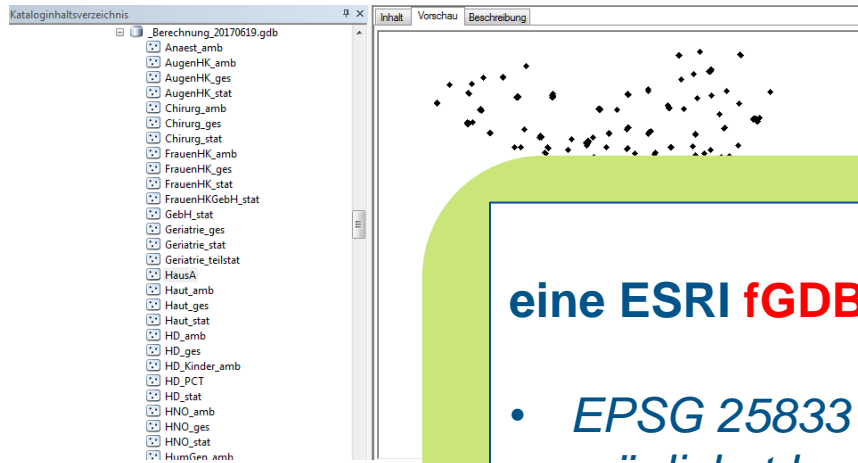 Kataloginhaltsverzeichnis
Inhalt Vorschau Beschreibung
_Berechnung_20170619.gdb
Anaest_amb
AugenHK_amb
AugenHK_ges
AugenHK_stat
Chirurg_amb
Chirurg_ges
Chirurg_stat
FrauenHK_amb
FrauenHK_ges
FrauenHK_stat
FrauenHKGebH_stat
GebH_stat
Geriatrie_ges
Geriatrie_stat
Geriatrie_teilstat
HausA
Haut_amb
Haut_ges
Haut_stat
HD_amb
HD_ges
HD_Kinder_amb
HD_PCT
HD_stat
HNO_amb
HNO_ges
HNO_stat
HumGen_amb
eine ESRI fGDB
• EPSG 25833